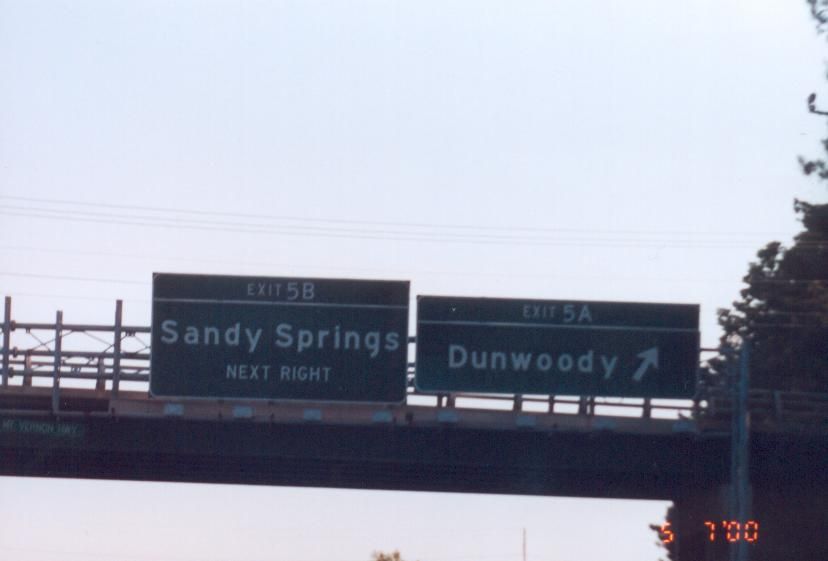 EXIT 5B
Sandy Springs
NEXT RIGHT
EXIT 5A
Dunwoody
MT VERNON HWY
5 7'00